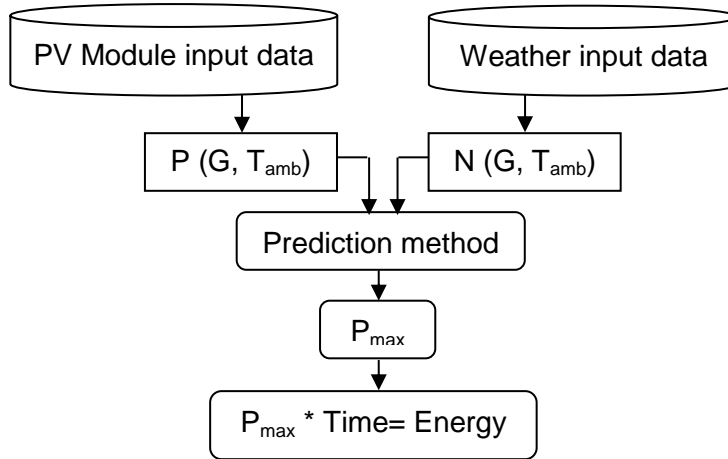 PV Module input data
Weather input data
P (G, Tamb)
N (G, Tamb)
Prediction method
Pmax
Pmax * Time= Energy